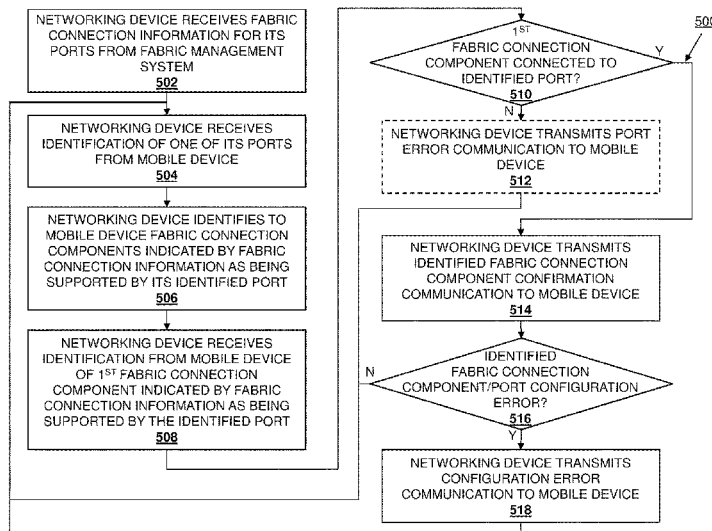 NETWORKING DEVICE RECEIVES FABRIC
CONNECTION INFORMATION FOR ITS
PORTS FROM FABRIC MANAGEMENT
SYSTEM
502
NETWORKING DEVICE RECEIVES
IDENTIFICATION OF ONE OF ITS PORTS
FROM MOBILE DEVICE
504
NETWORKING DEVICE IDENTIFIES TO
MOBILE DEVICE FABRIC CONNECTION
COMPONENTS INDICATED BY FABRIC
CONNECTION INFORMATION AS BEING
SUPPORTED BY ITS IDENTIFIED PORT
506
NETWORKING DEVICE RECEIVES
IDENTIFICATION FROM MOBILE DEVICE
OF 1ST FABRIC CONNECTION
COMPONENT INDICATED BY FABRIC
CONNECTION INFORMATION AS BEING
SUPPORTED BY THE IDENTIFIED PORT
508
500
1ST
FABRIC CONNECTION
COMPONENT CONNECTED TO
IDENTIFIED PORT?
510
Y
N
NETWORKING DEVICE TRANSMITS PORT
ERROR COMMUNICATION TO MOBILE
DEVICE
512
NETWORKING DEVICE TRANSMITS
IDENTIFIED FABRIC CONNECTION
COMPONENT CONFIRMATION
COMMUNICATION TO MOBILE DEVICE
514
IDENTIFIED
FABRIC CONNECTION
COMPONENT/PORT CONFIGURATION
ERROR?
516
N
Y
NETWORKING DEVICE TRANSMITS
CONFIGURATION ERROR
COMMUNICATION TO MOBILE DEVICE
518